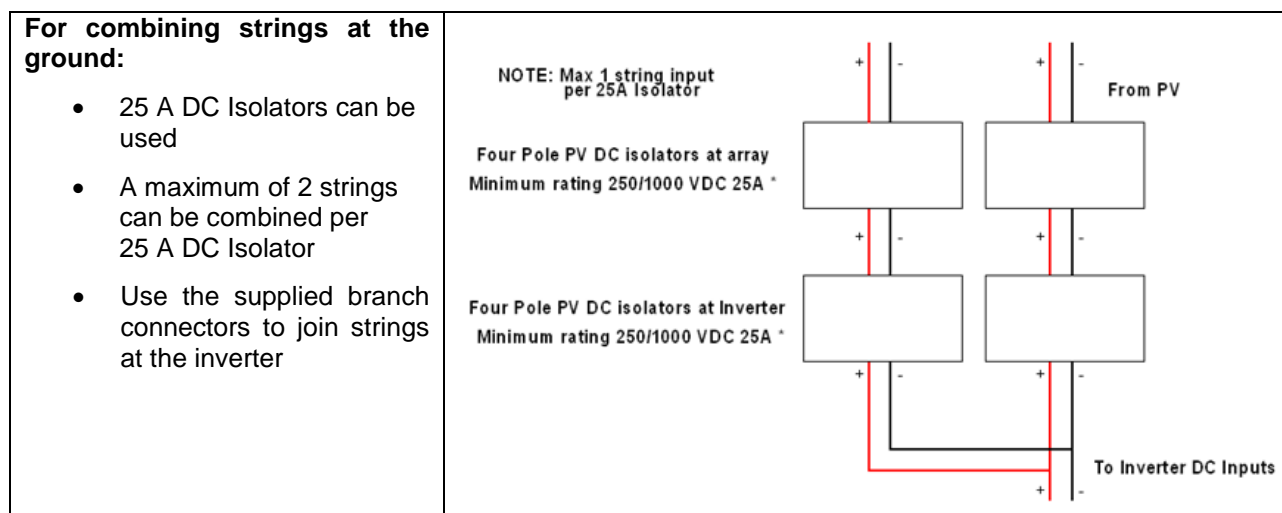 For combining strings at the
ground:
• 25 A DC Isolators can be
used
• A maximum of 2 strings
can be combined per
25 A DC Isolator
• Use the supplied branch
connectors to join strings
at the inverter
NOTE: Max 1 string input
per 25A Isolator
+ - + -
From PV
Four Pole PV DC isolators at array
Minimum rating 250/1000 VDC 25A *
+ - + -
Four Pole PV DC isolators at Inverter
Minimum rating 250/1000 VDC 25A *
+ - + -
To Inverter DC Inputs
+ -